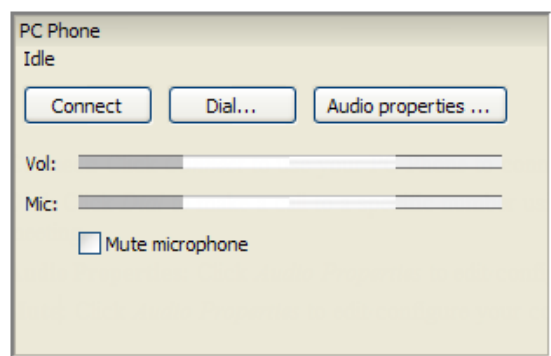 PC Phone
Idle
Connect Dial... Audio properties ...
Vol:
Mic:
Mute microphone